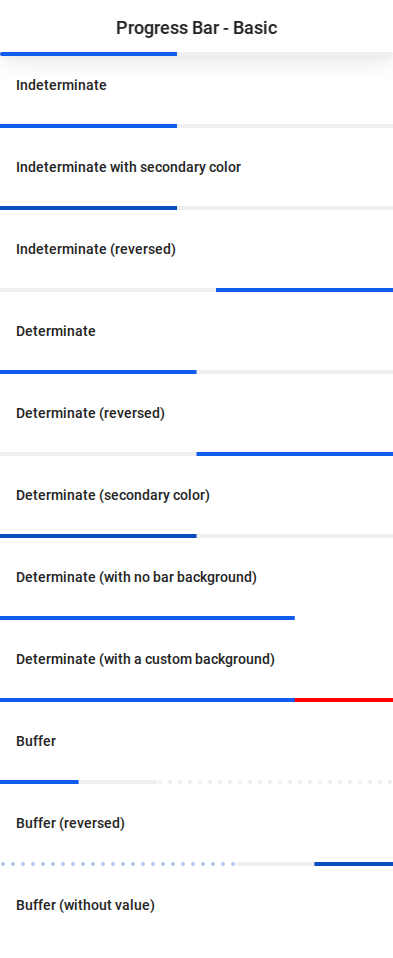 Progress Bar - Basic
Indeterminate
Indeterminate with secondary color
Indeterminate (reversed)
Determinate
Determinate (reversed)
Determinate (secondary color)
Determinate (with no bar background)
Determinate (with a custom background)
Buffer
Buffer (reversed)
Buffer (without value)